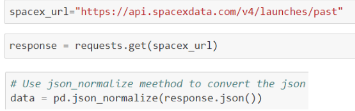 spacex_url="https://api.spacexdata.com/v4/launches/past"
response = requests.get(spacex_url)
# Use json_normalize meethod to convert the json
data = pd.json_normalize(response.json())